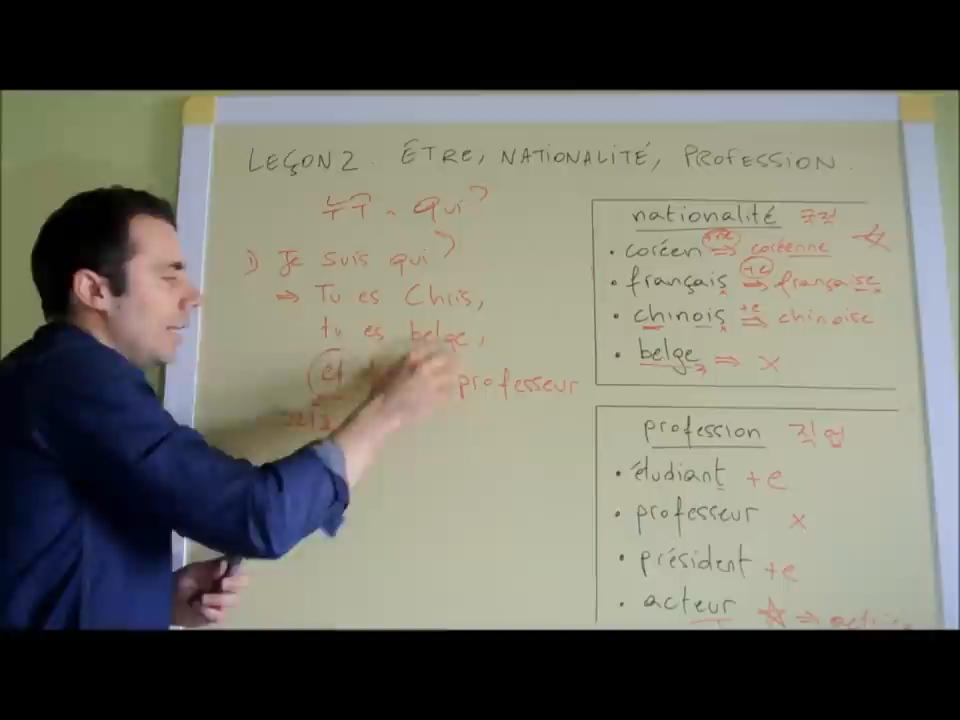 LEÇON 2. ÊTRE, NATIONALITÉ, PROFESSION.
누구 Qui?
1) Je suis qui?
⇒ Tu es Chris,
tu es belge,
et professeur
nationalité 국적
• coréen ⇒ coréenne
• français +e ⇒ française
• chinois +e ⇒ chinoise
• belge ⇒ x
profession 직업
• étudiant +e
• professeur x
• président +e
• acteur ⇒